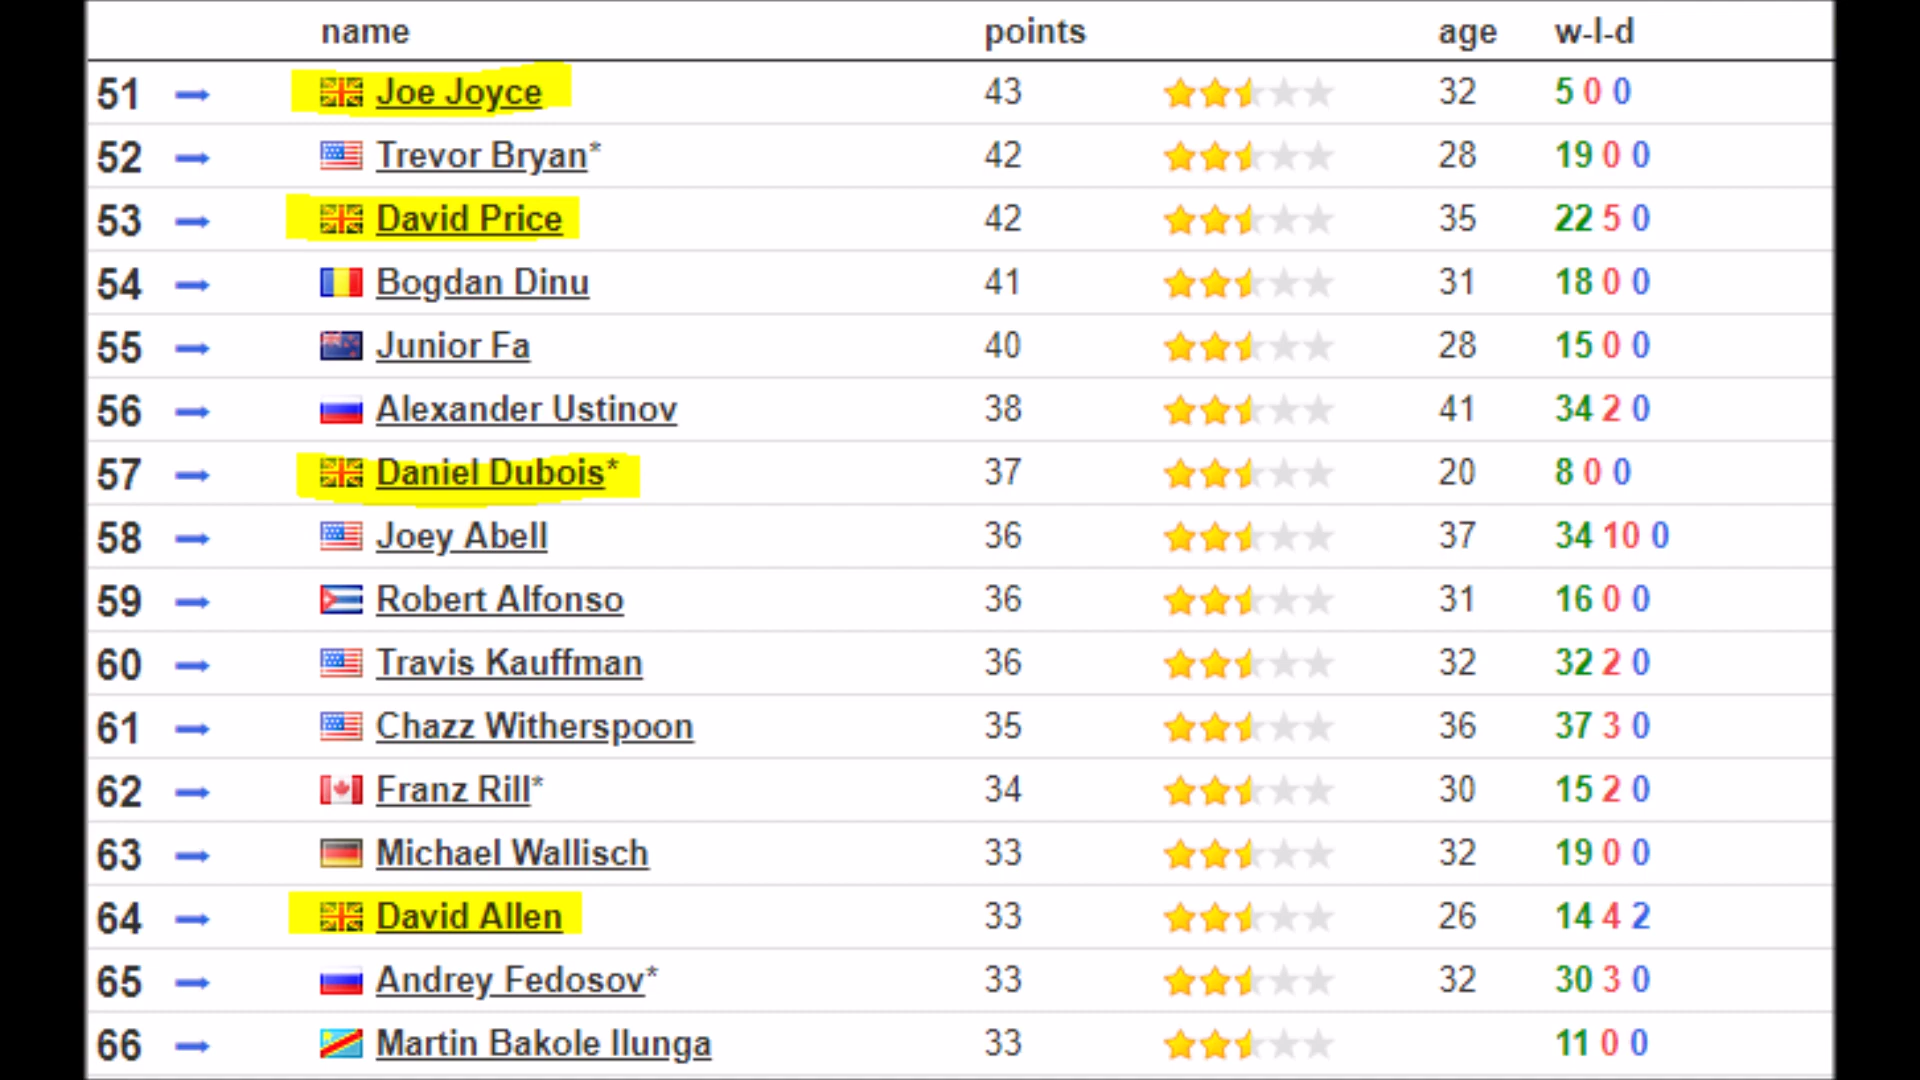 name points age w-l-d
51 Joe Joyce 43 32 5 0 0
52 Trevor Bryan* 42 28 19 0 0
53 David Price 42 35 22 5 0
54 Bogdan Dinu 41 31 18 0 0
55 Junior Fa 40 28 15 0 0
56 Alexander Ustinov 38 41 34 2 0
57 Daniel Dubois* 37 20 8 0 0
58 Joey Abell 36 37 34 10 0
59 Robert Alfonso 36 31 16 0 0
60 Travis Kauffman 36 32 32 2 0
61 Chazz Witherspoon 35 36 37 3 0
62 Franz Rill* 34 30 15 2 0
63 Michael Wallisch 33 32 19 0 0
64 David Allen 33 26 14 4 2
65 Andrey Fedosov* 33 32 30 3 0
66 Martin Bakole Ilunga 33 11 0 0